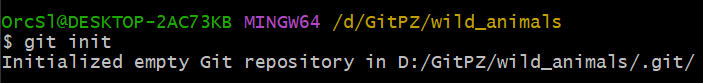 OrcSl@DESKTOP-2AC73KB MINGW64 /d/GitPZ/wild_animals
$ git init
Initialized empty Git repository in D:/GitPZ/wild_animals/.git/